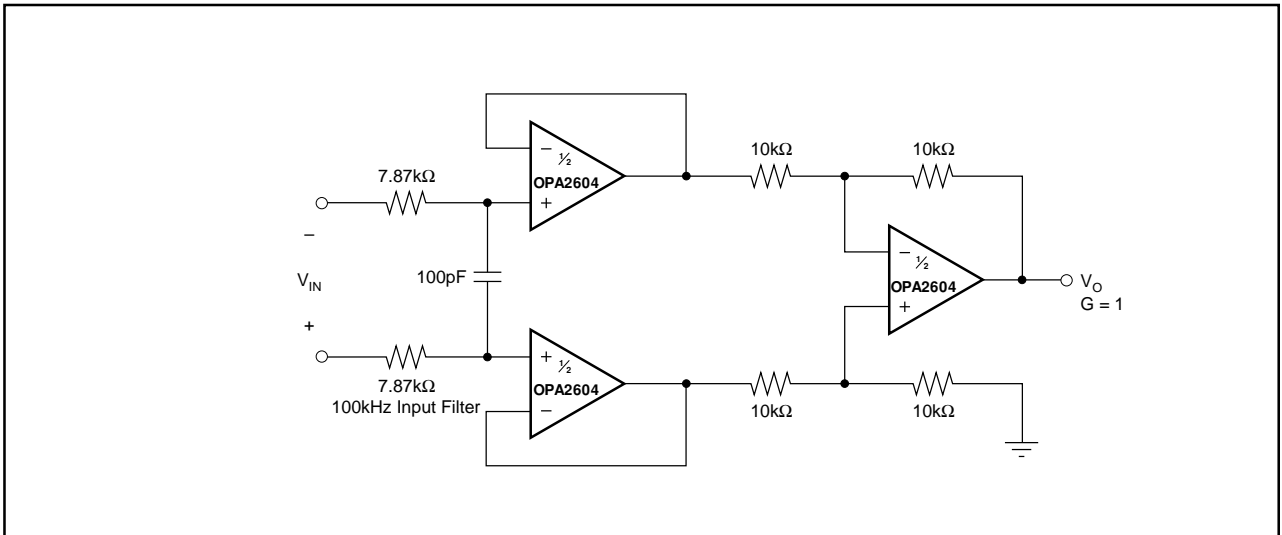 7.87kΩ
−
V_IN
+
7.87kΩ
100kHz Input Filter
100pF
−
½
OPA2604
+
+
½
OPA2604
−
10kΩ
10kΩ
−
½
OPA2604
+
10kΩ
10kΩ
V_O
G = 1